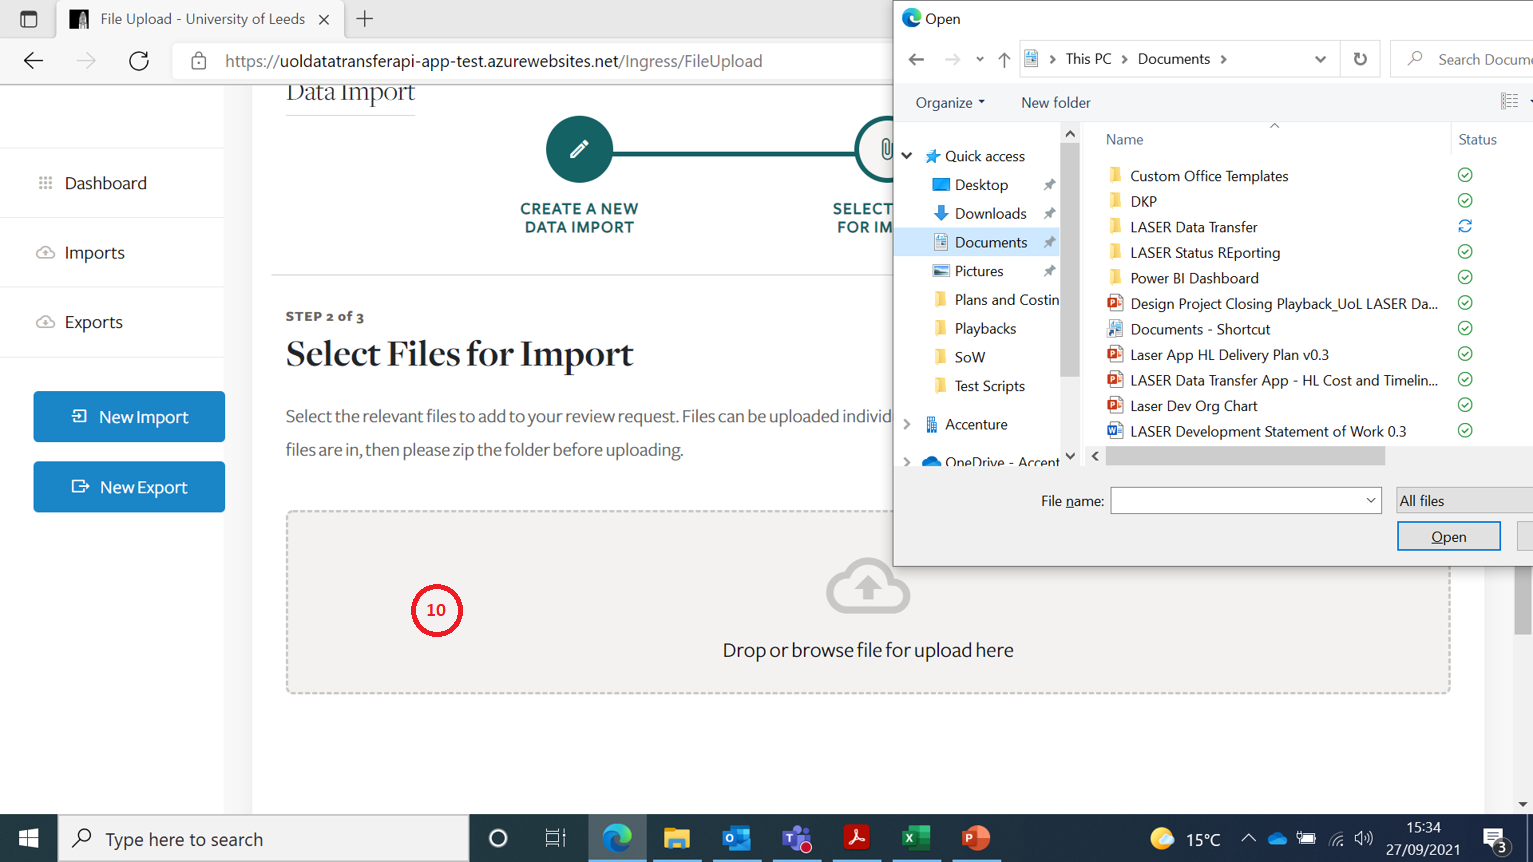 File Upload - University of Leeds
https://uoldatatransferapi-app-test.azurewebsites.net/Ingress/FileUpload
Data Import
CREATE A NEW
DATA IMPORT
SELECT
FOR IM
Dashboard
Imports
Exports
New Import
New Export
STEP 2 of 3
Select Files for Import
Select the relevant files to add to your review request. Files can be uploaded individ
files are in, then please zip the folder before uploading.
10
Drop or browse file for upload here
Open
This PC > Documents >
Search Docume
Organize
New folder
Quick access
Desktop
Downloads
Documents
Pictures
Plans and Costin
Playbacks
SoW
Test Scripts
Accenture
OneDrive - Accent
Name
Status
Custom Office Templates
DKP
LASER Data Transfer
LASER Status REporting
Power BI Dashboard
Design Project Closing Playback_UoL LASER Da...
Documents - Shortcut
Laser App HL Delivery Plan v0.3
LASER Data Transfer App - HL Cost and Timelin...
Laser Dev Org Chart
LASER Development Statement of Work 0.3
File name:
All files
Open
Type here to search
15°C
15:34
27/09/2021
3